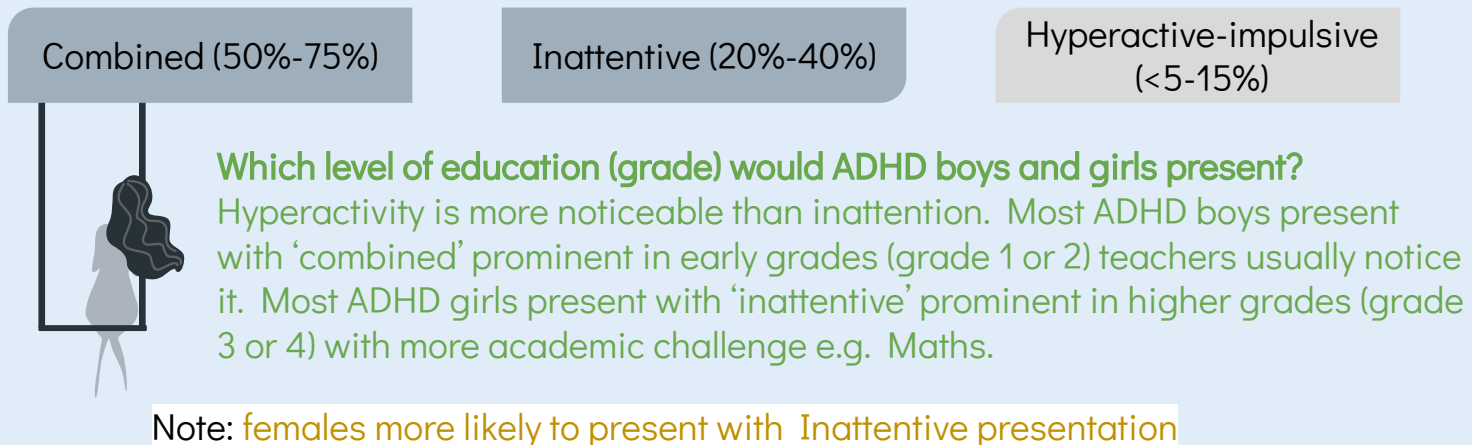 Combined (50%-75%)
Inattentive (20%-40%)
Hyperactive-impulsive
(<5-15%)
Which level of education (grade) would ADHD boys and girls present?
Hyperactivity is more noticeable than inattention. Most ADHD boys present
with ‘combined’ prominent in early grades (grade 1 or 2) teachers usually notice
it. Most ADHD girls present with ‘inattentive’ prominent in higher grades (grade
3 or 4) with more academic challenge e.g. Maths.
Note: females more likely to present with Inattentive presentation